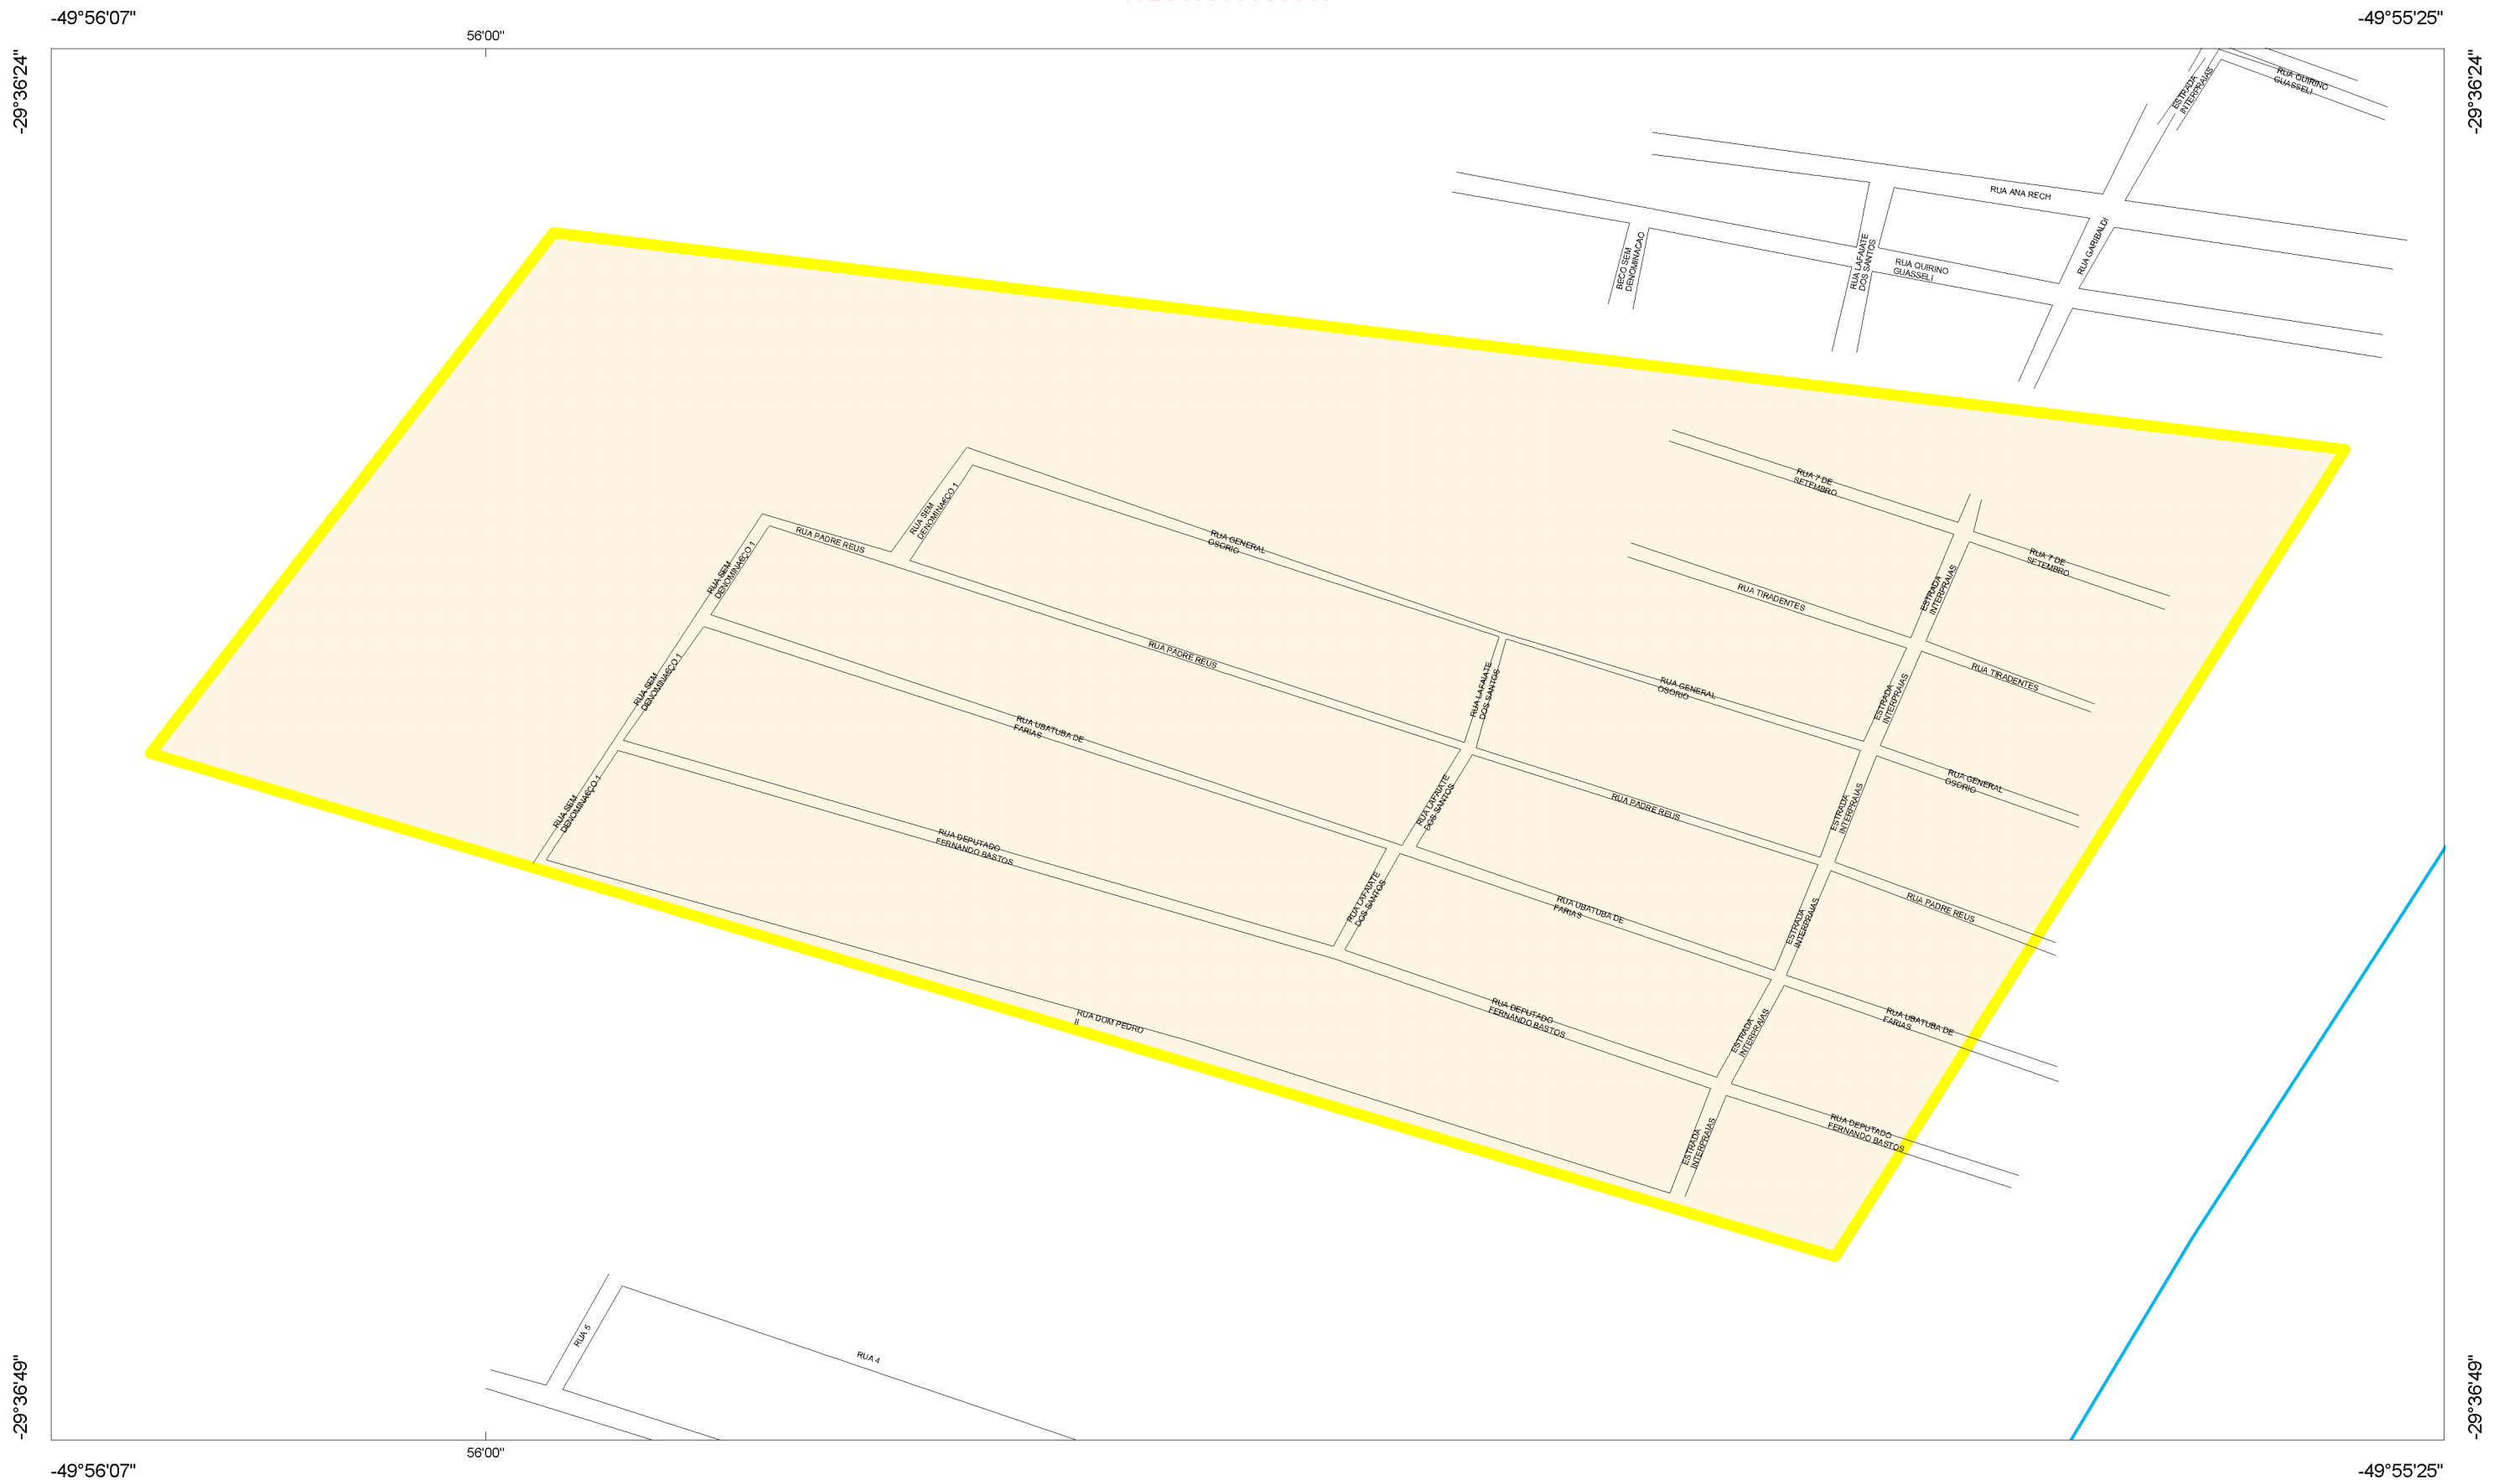 -49°56'07"
-49°55'25"
56'00"
-29°36'24"
-29°36'24"
ESTRADA
INTERPRAIAS
RUA QUIRINO
GUASSELI
RUA ANA RECH
RUA GARIBALDI
BECO SEM
DENOMINACAO
RUA LAFAIATE
DOS SANTOS
RUA QUIRINO
GUASSELI
RUA 7 DE
SETEMBRO
RUA SEM
DENOMINAÇÇO 1
RUA PADRE REUS
RUA GENERAL
OSORIO
RUA 7 DE
SETEMBRO
RUA SEM
DENOMINAÇÇO 1
RUA TIRADENTES
ESTRADA
INTERPRAIAS
RUA PADRE REUS
RUA SEM
DENOMINAÇÇO 1
RUA LAFAIATE
DOS SANTOS
RUA GENERAL
OSORIO
ESTRADA
INTERPRAIAS
RUA TIRADENTES
RUA UBATUBA DE
FARIAS
RUA SEM
DENOMINAÇÇO 1
RUA LAFAIATE
DOS SANTOS
RUA PADRE REUS
ESTRADA
INTERPRAIAS
RUA GENERAL
OSORIO
RUA DEPUTADO
FERNANDO BASTOS
RUA LAFAIATE
DOS SANTOS
RUA UBATUBA DE
FARIAS
ESTRADA
INTERPRAIAS
RUA PADRE REUS
RUA DOM PEDRO
II
RUA DEPUTADO
FERNANDO BASTOS
ESTRADA
INTERPRAIAS
RUA UBATUBA DE
FARIAS
ESTRADA
INTERPRAIAS
RUA DEPUTADO
FERNANDO BASTOS
RUA 5
RUA 4
-29°36'49"
-29°36'49"
56'00"
-49°56'07"
-49°55'25"